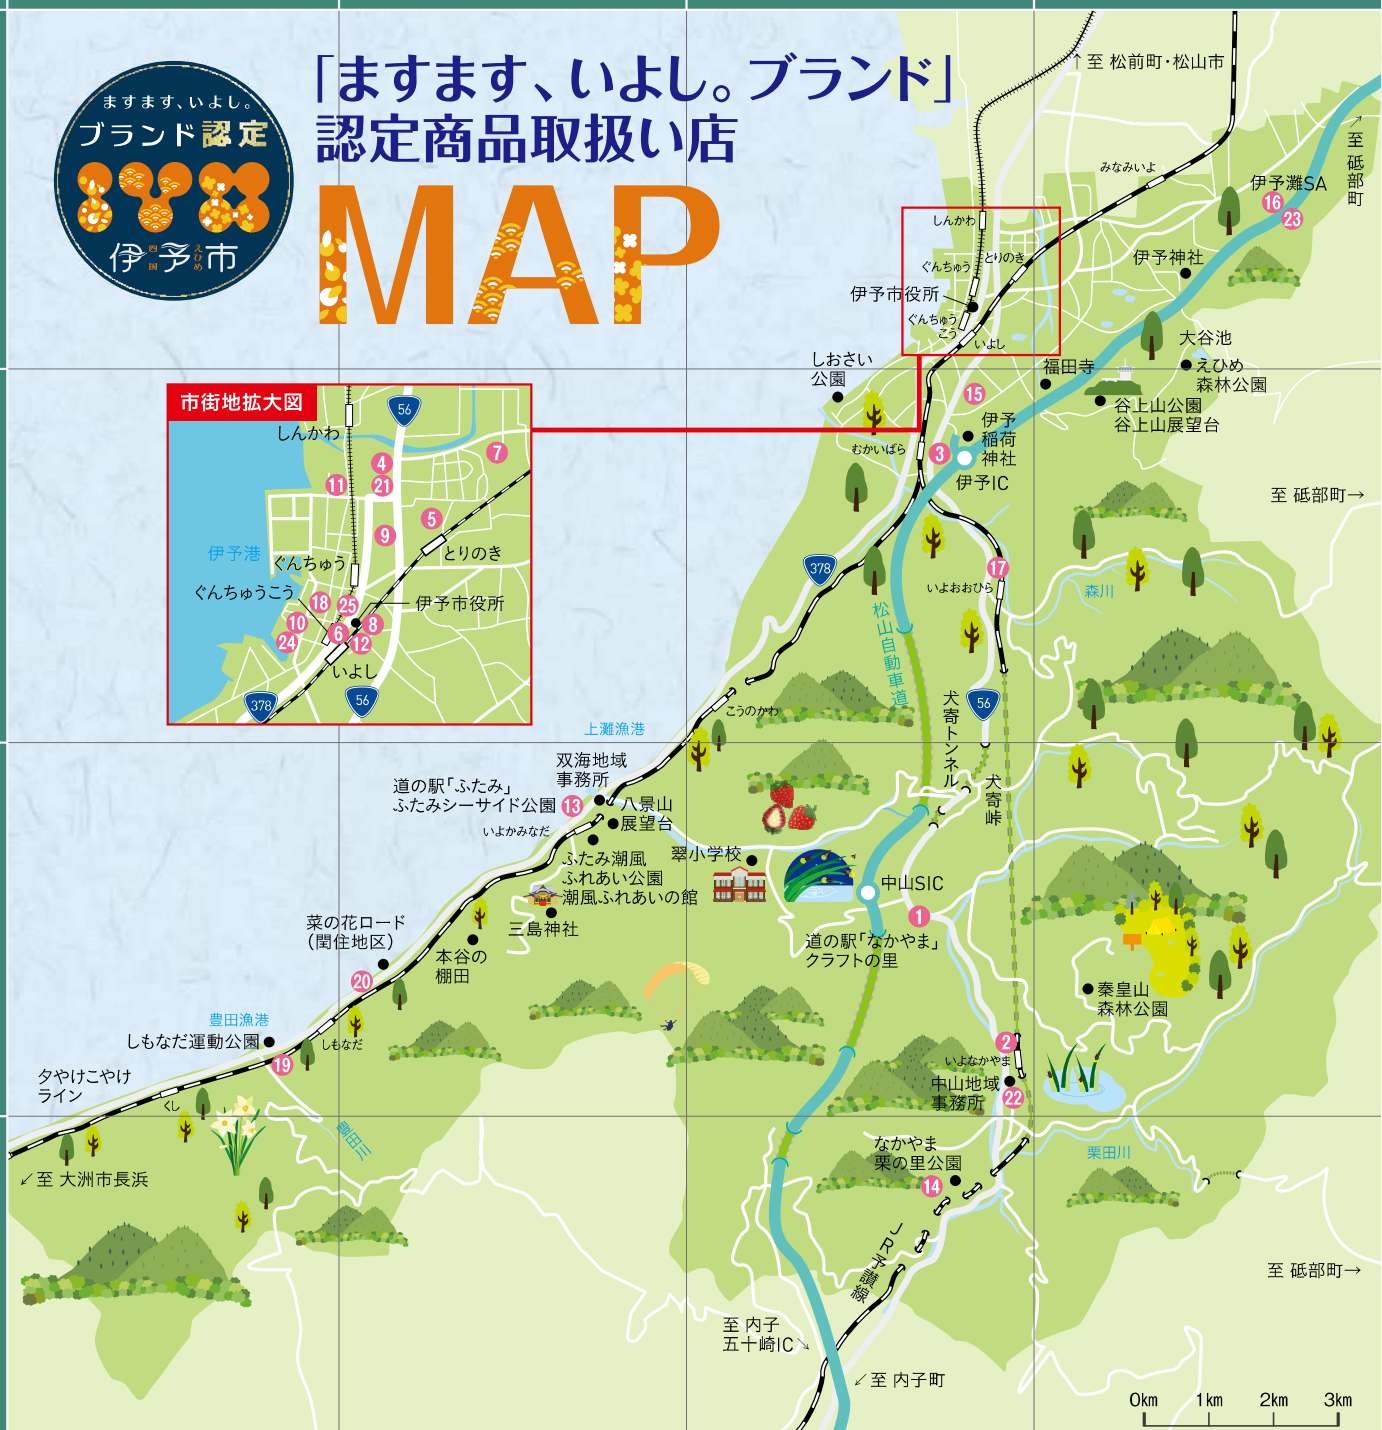 ますます、いよし。
ブランド認定
伊予市
四国
えひめ
「ますます、いよし。ブランド」
認定商品取扱い店
MAP
↑至 松前町・松山市
↗至 砥部町
みなみいよ
伊予灘SA
16
23
しんかわ
とりのき
ぐんちゅう
伊予市役所
ぐんちゅう
こう
いよし
伊予神社
大谷池
えひめ
森林公園
福田寺
谷上山公園
谷上山展望台
しおさい
公園
15
伊予
稲荷
神社
むかいばら
3
伊予IC
至 砥部町→
市街地拡大図
56
しんかわ
4
7
11
21
5
9
伊予港
ぐんちゅう
とりのき
ぐんちゅうこう
18
25
伊予市役所
10
6
8
24
12
いよし
378
56
378
17
いよおおひら
森川
松山自動車道
56
犬寄トンネル
犬寄峠
こうのかわ
上灘漁港
双海地域
事務所
道の駅「ふたみ」
ふたみシーサイド公園
13
八景山
展望台
いよかみなだ
ふたみ潮風
ふれあい公園
潮風ふれあいの館
翠小学校
中山SIC
1
道の駅「なかやま」
クラフトの里
三島神社
菜の花ロード
(閏住地区)
本谷の
棚田
20
豊田漁港
しもなだ運動公園
しもなだ
19
夕やけこやけ
ライン
くし
豊田川
↙至 大洲市長浜
秦皇山
森林公園
2
いよなかやま
中山地域
事務所
22
栗田川
なかやま
栗の里公園
14
JR予讃線
至 砥部町→
至 内子
五十崎IC↘
↙至 内子町
0km
1km
2km
3km